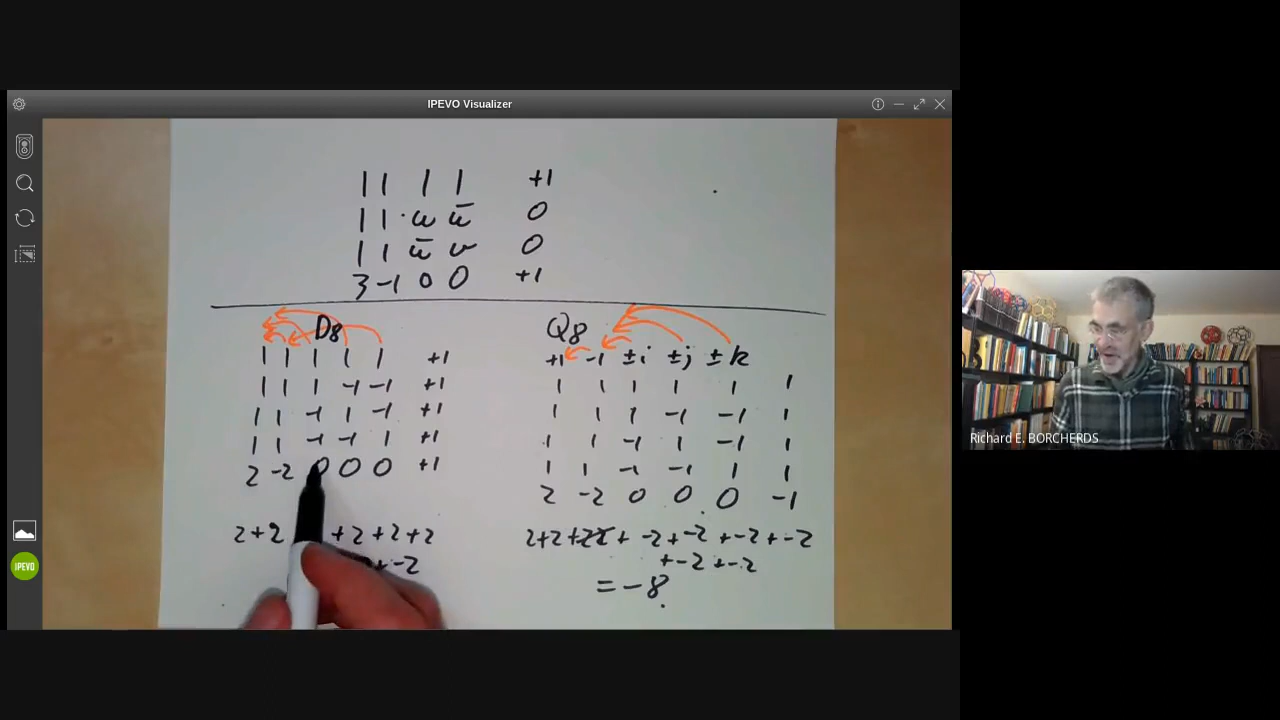 IPEVO Visualizer
1 1 1 1 +1
1 1 ω ω̄ 0
1 1 ω̄ ω 0
3 -1 0 0 +1
D8
1 1 1 1 1 +1
1 1 1 -1 -1 +1
1 1 -1 1 -1 +1
1 1 -1 -1 1 +1
2 -2 0 0 0 +1
2+2 +2+2+2
+-2
Q8
+1 -1 ±i ±j ±k
1 1 1 1 1 1
1 1 1 -1 -1 1
1 1 -1 1 -1 1
1 1 -1 -1 1 1
2 -2 0 0 0 -1
2+2+ + -2 + -2 + -2 + -2
+ -2 + -2
= -8
Richard E. BORCHERDS
IPEVO